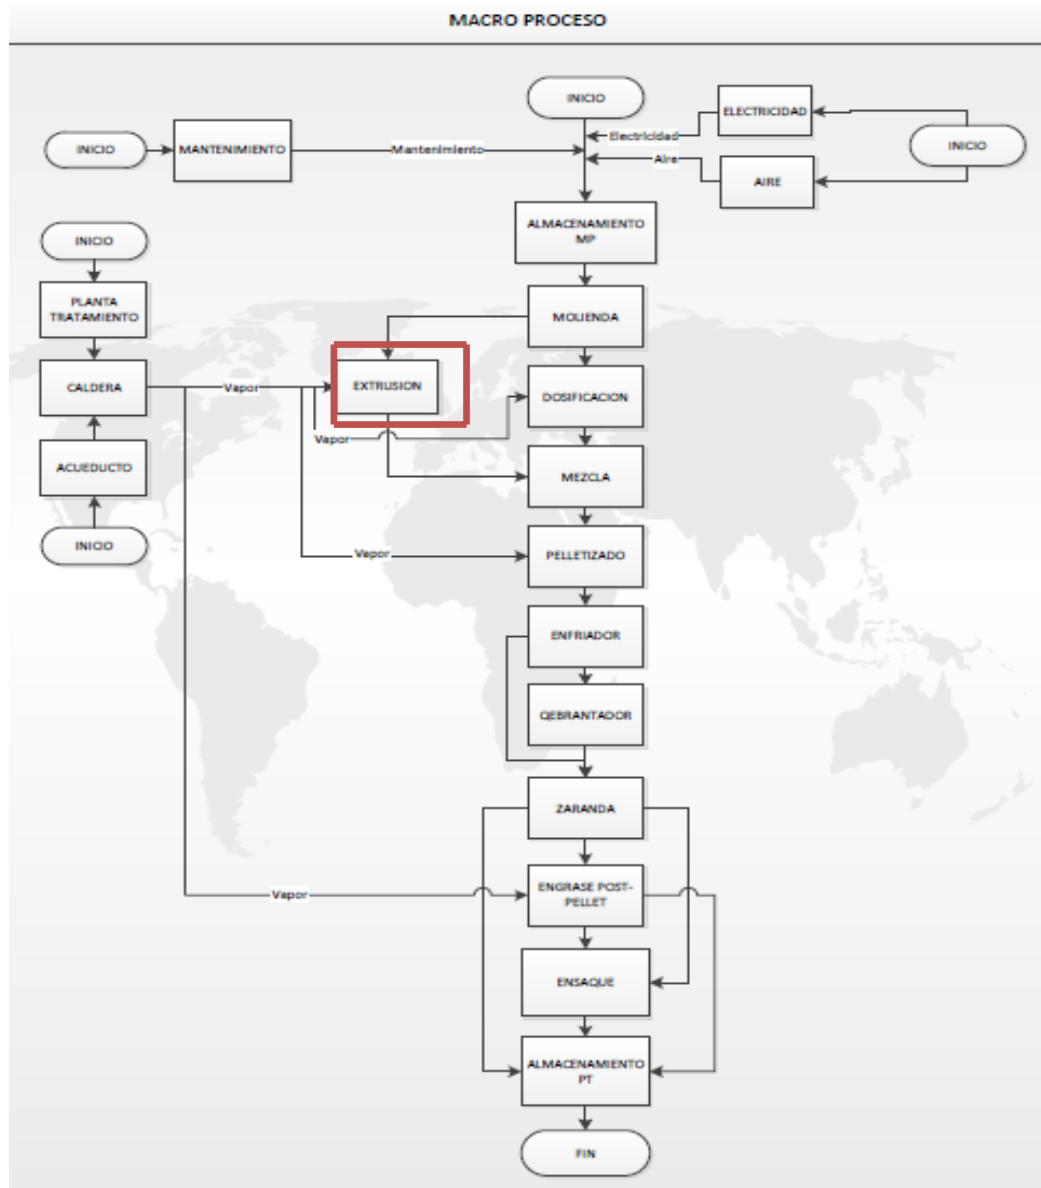 MACRO PROCESO
INICIO
ELECTRICIDAD
Electricidad
INICIO
MANTENIMIENTO
Mantenimiento
INICIO
Aire
AIRE
ALMACENAMIENTO
MP
INICIO
PLANTA
TRATAMIENTO
MOLIENDA
CALDERA
Vapor
EXTRUSION
DOSIFICACION
Vapor
ACUEDUCTO
MEZCLA
INICIO
Vapor
PELLETIZADO
ENFRIADOR
QEBRANTADOR
ZARANDA
Vapor
ENGRASE POST-
PELLET
ENSAQUE
ALMACENAMIENTO
PT
FIN